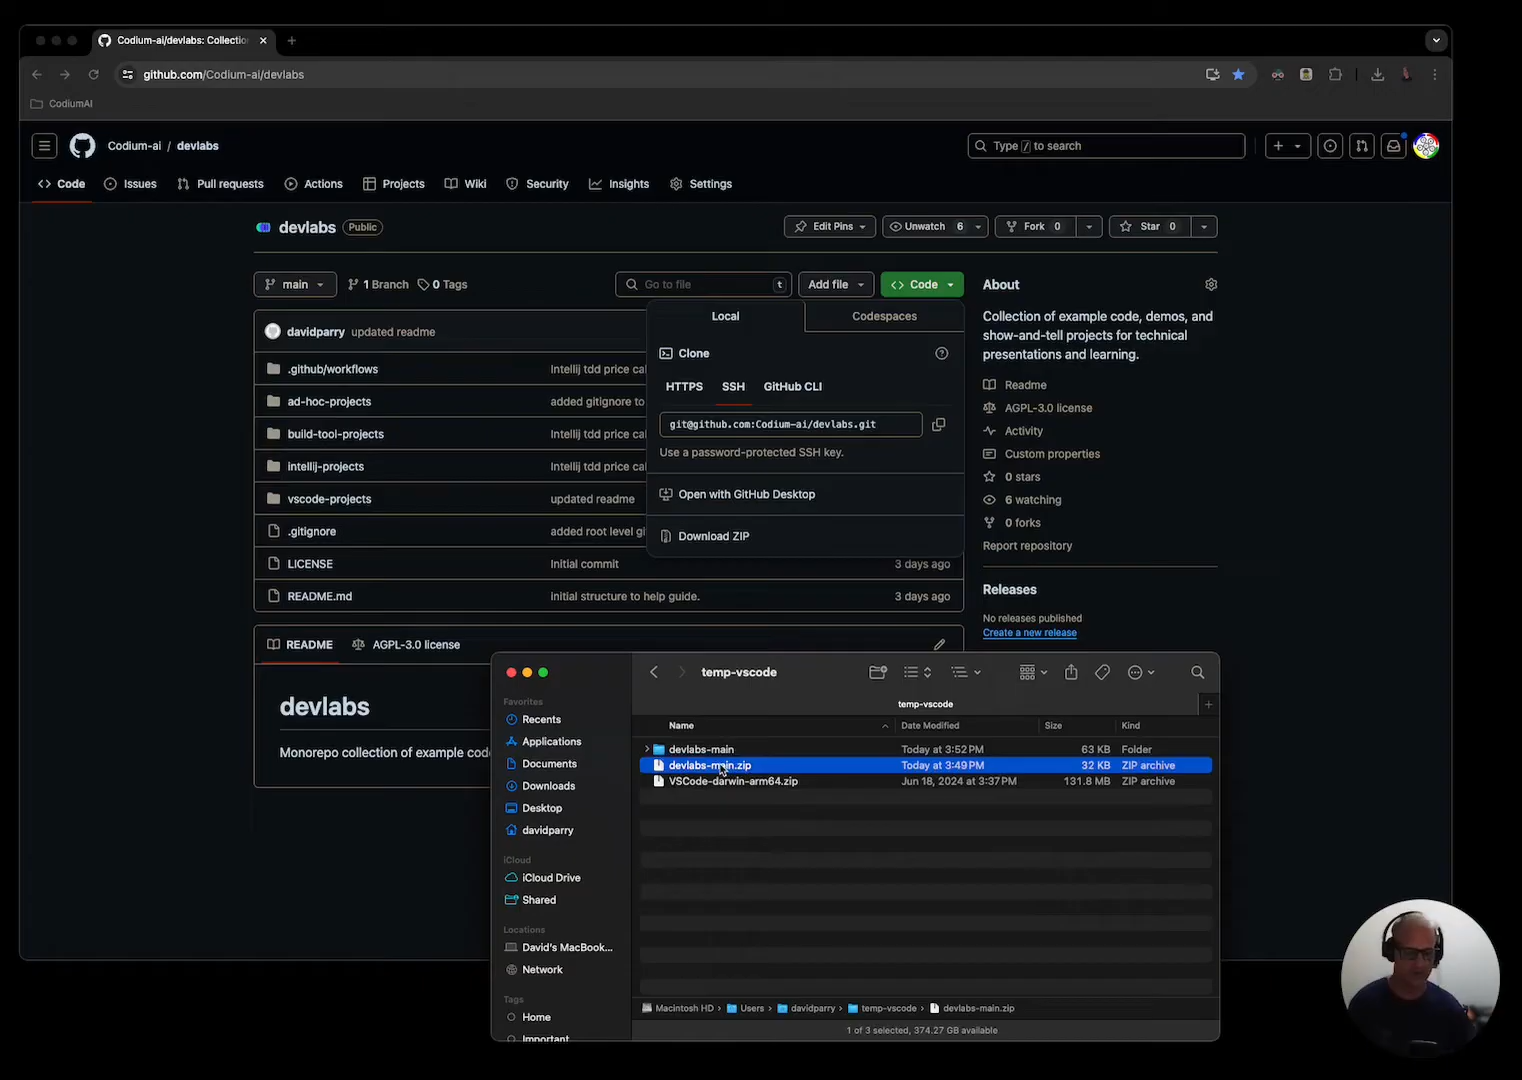 Codium-ai/devlabs: Collectio
github.com/Codium-ai/devlabs
CodiumAI
Codium-ai / devlabs
Type / to search
Code Issues Pull requests Actions Projects Wiki Security Insights Settings
devlabs Public
Edit Pins Unwatch 6 Fork 0 Star 0
main 1 Branch 0 Tags Go to file t Add file Code
davidparry updated readme
.github/workflows Intellij tdd price cal
ad-hoc-projects added gitignore to
build-tool-projects Intellij tdd price cal
intellij-projects Intellij tdd price cal
vscode-projects updated readme
.gitignore added root level gi
LICENSE Initial commit 3 days ago
README.md Initial structure to help guide. 3 days ago
Local Codespaces
Clone
HTTPS SSH GitHub CLI
git@github.com:Codium-ai/devlabs.git
Use a password-protected SSH key.
Open with GitHub Desktop
Download ZIP
About
Collection of example code, demos, and
show-and-tell projects for technical
presentations and learning.
Readme
AGPL-3.0 license
Activity
Custom properties
0 stars
6 watching
0 forks
Report repository
Releases
No releases published
Create a new release
README AGPL-3.0 license
devlabs
Monorepo collection of example code
temp-vscode
temp-vscode
Favorites
Recents
Applications
Documents
Downloads
Desktop
davidparry
iCloud
iCloud Drive
Shared
Locations
David's MacBook...
Network
Tags
Home
Important
Name Date Modified Size Kind
devlabs-main Today at 3:52 PM 63 KB Folder
devlabs-main.zip Today at 3:49 PM 32 KB ZIP archive
VSCode-darwin-arm64.zip Jun 18, 2024 at 3:37 PM 131.8 MB ZIP archive
Macintosh HD › Users › davidparry › temp-vscode › devlabs-main.zip
1 of 3 selected, 374.27 GB available